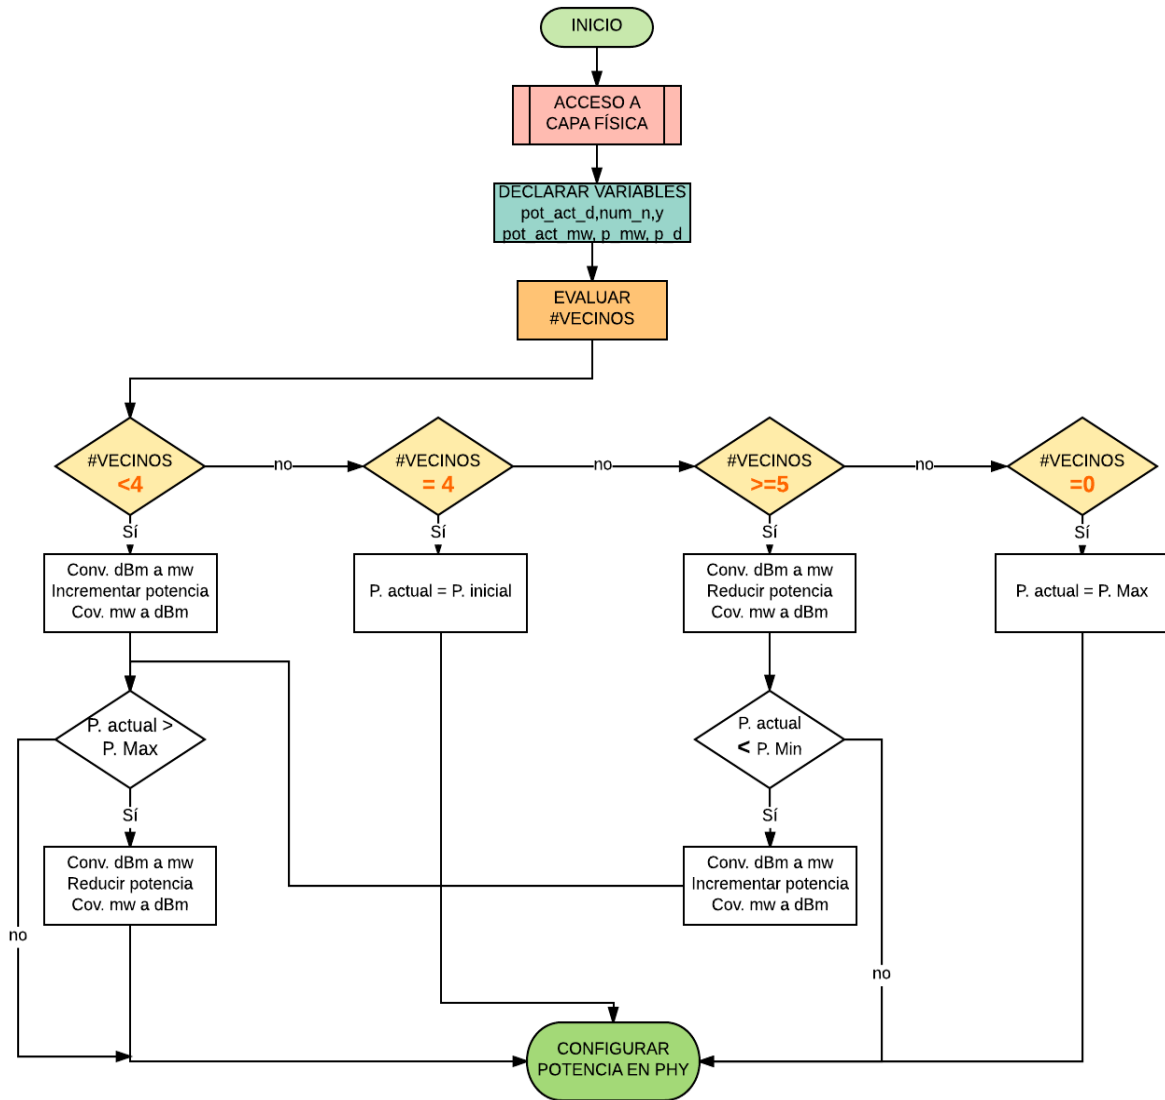 INICIO
ACCESO A
CAPA FÍSICA
DECLARAR VARIABLES
pot_act_d,num_n,y
pot_act_mw, p_mw, p_d
EVALUAR
#VECINOS
#VECINOS
<4
no
#VECINOS
= 4
no
#VECINOS
>=5
no
#VECINOS
=0
Sí
Sí
Sí
Sí
Conv. dBm a mw
Incrementar potencia
Cov. mw a dBm
P. actual = P. inicial
Conv. dBm a mw
Reducir potencia
Cov. mw a dBm
P. actual = P. Max
P. actual >
P. Max
P. actual
< P. Min
Sí
Sí
Conv. dBm a mw
Reducir potencia
Cov. mw a dBm
Conv. dBm a mw
Incrementar potencia
Cov. mw a dBm
no
no
CONFIGURAR
POTENCIA EN PHY